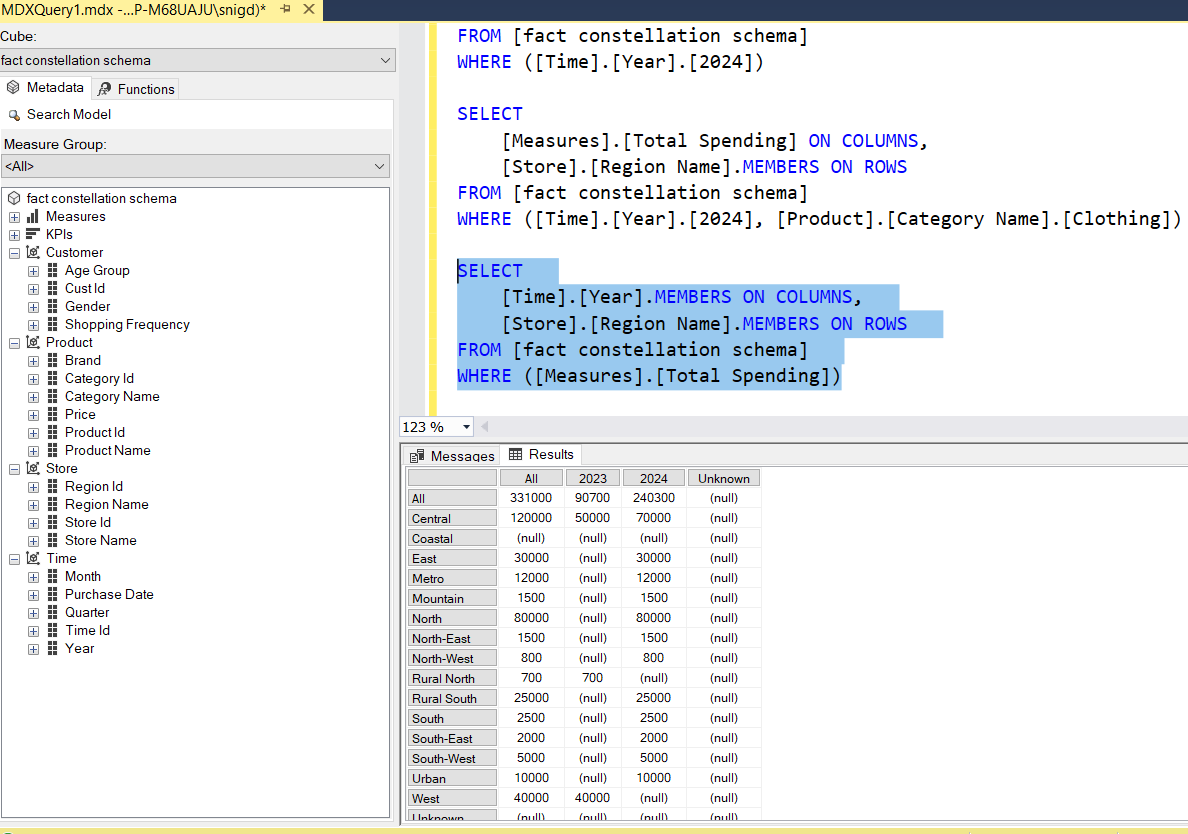 MDXQuery1.mdx -...P-M68UAJU\snigd)*
Cube:
fact constellation schema
Metadata
Functions
Search Model
Measure Group:
<All>
fact constellation schema
Measures
KPIs
Customer
Age Group
Cust Id
Gender
Shopping Frequency
Product
Brand
Category Id
Category Name
Price
Product Id
Product Name
Store
Region Id
Region Name
Store Id
Store Name
Time
Month
Purchase Date
Quarter
Time Id
Year
FROM [fact constellation schema]
WHERE ([Time].[Year].[2024])
SELECT
[Measures].[Total Spending] ON COLUMNS,
[Store].[Region Name].MEMBERS ON ROWS
FROM [fact constellation schema]
WHERE ([Time].[Year].[2024], [Product].[Category Name].[Clothing])
SELECT
[Time].[Year].MEMBERS ON COLUMNS,
[Store].[Region Name].MEMBERS ON ROWS
FROM [fact constellation schema]
WHERE ([Measures].[Total Spending])
123 %
Messages
Results
All 2023 2024 Unknown
All 331000 90700 240300 (null)
Central 120000 50000 70000 (null)
Coastal (null) (null) (null) (null)
East 30000 (null) 30000 (null)
Metro 12000 (null) 12000 (null)
Mountain 1500 (null) 1500 (null)
North 80000 (null) 80000 (null)
North-East 1500 (null) 1500 (null)
North-West 800 (null) 800 (null)
Rural North 700 700 (null) (null)
Rural South 25000 (null) 25000 (null)
South 2500 (null) 2500 (null)
South-East 2000 (null) 2000 (null)
South-West 5000 (null) 5000 (null)
Urban 10000 (null) 10000 (null)
West 40000 40000 (null) (null)
Unknown (null) (null) (null) (null)